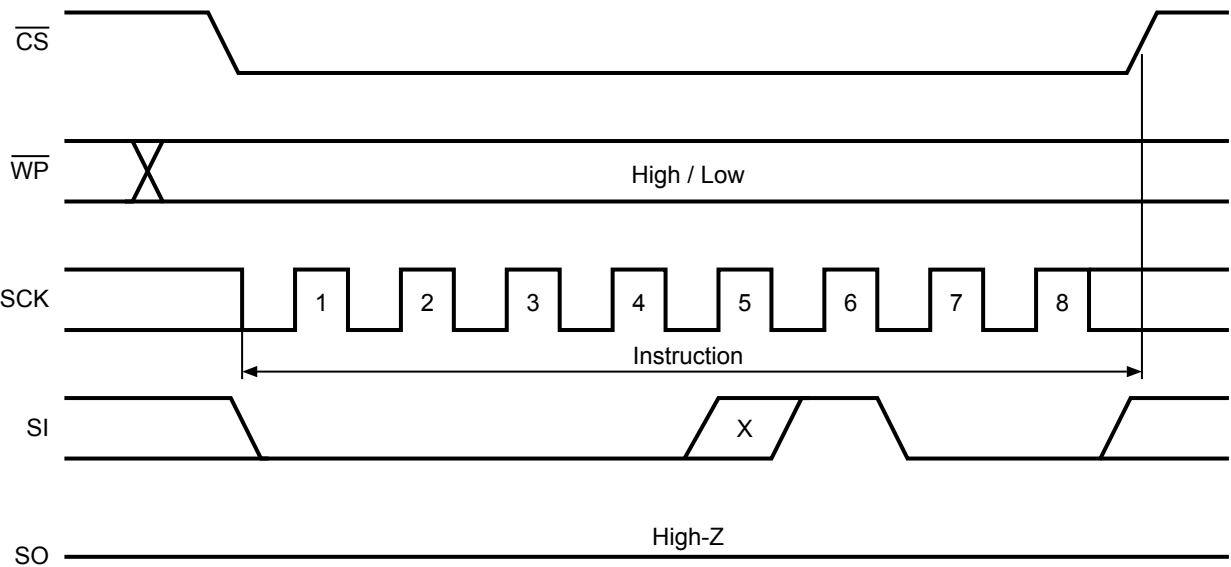 CS
WP
High / Low
SCK
1 2 3 4 5 6 7 8
Instruction
SI
X
High-Z
SO